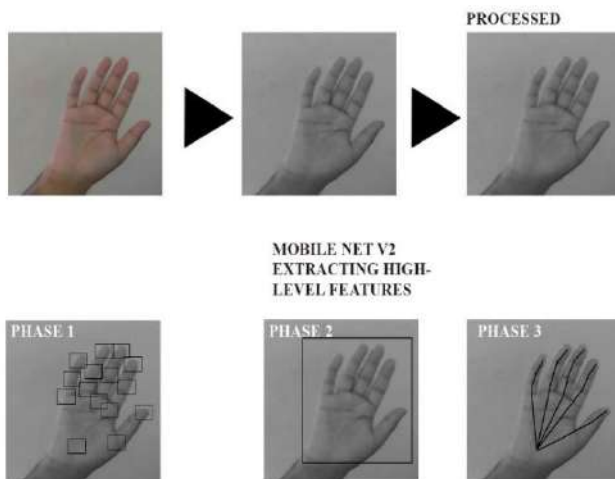 PROCESSED
MOBILE NET V2
EXTRACTING HIGH-
LEVEL FEATURES
PHASE 1
PHASE 2
PHASE 3